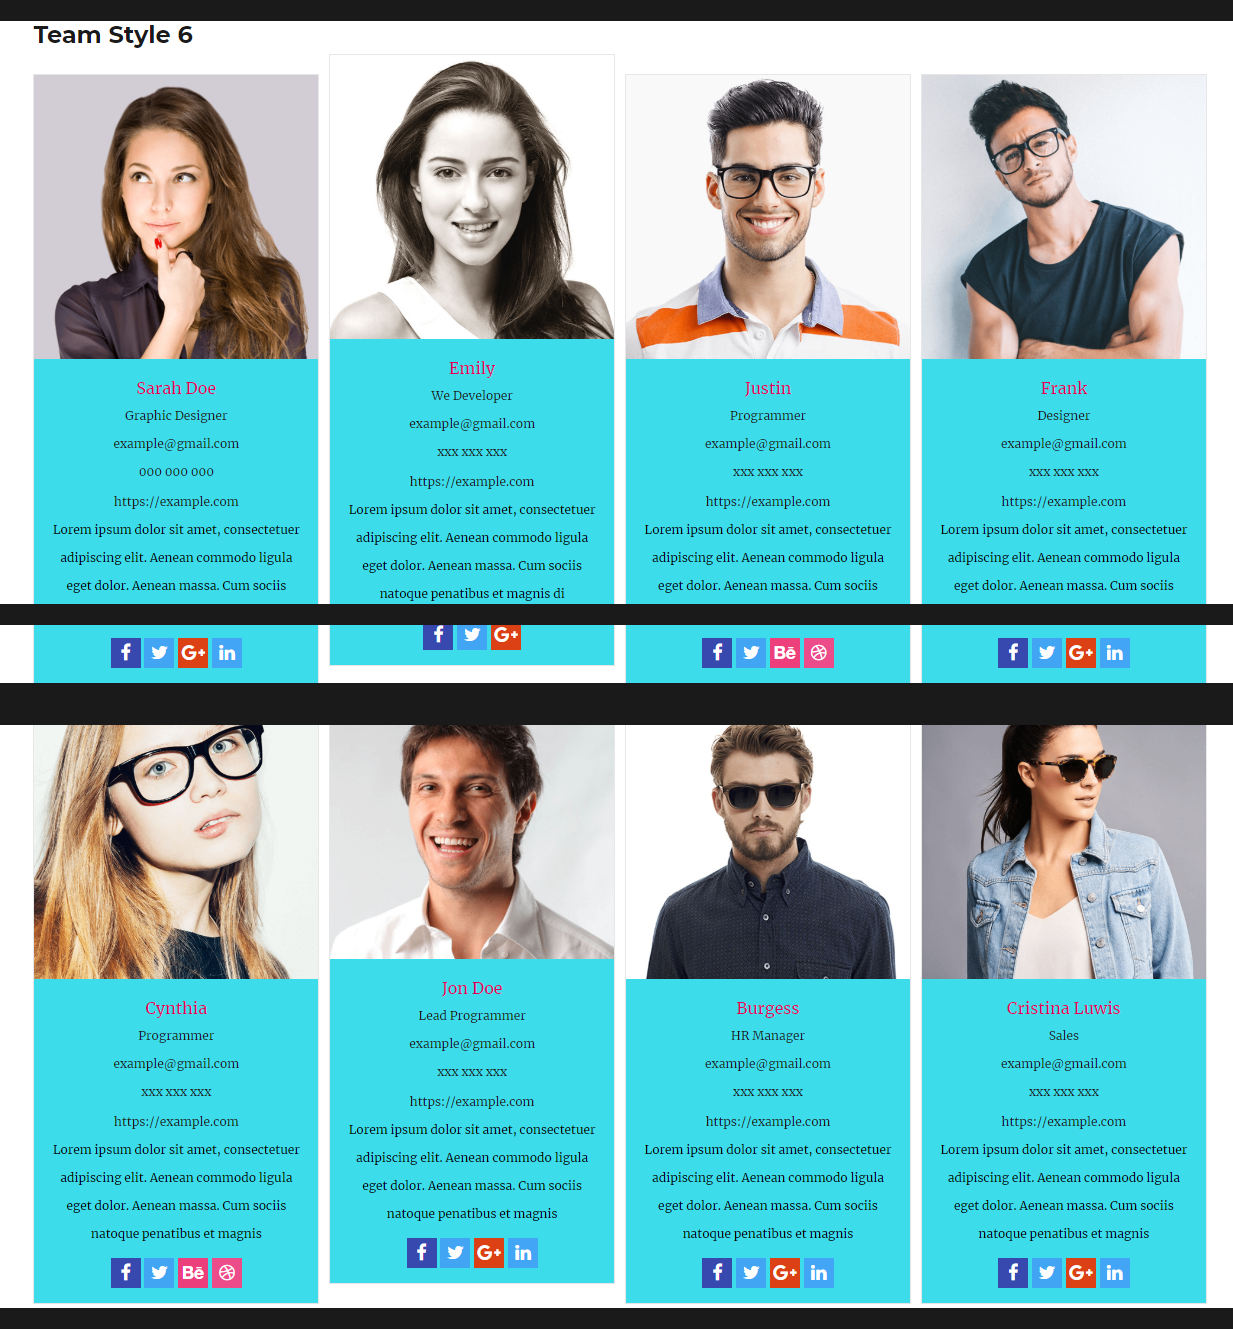 Team Style 6
Sarah Doe
Graphic Designer
example@gmail.com
000 000 000
https://example.com
Lorem ipsum dolor sit amet, consectetuer
adipiscing elit. Aenean commodo ligula
eget dolor. Aenean massa. Cum sociis
Emily
We Developer
example@gmail.com
xxx xxx xxx
https://example.com
Lorem ipsum dolor sit amet, consectetuer
adipiscing elit. Aenean commodo ligula
eget dolor. Aenean massa. Cum sociis
natoque penatibus et magnis di
G+
Justin
Programmer
example@gmail.com
xxx xxx xxx
https://example.com
Lorem ipsum dolor sit amet, consectetuer
adipiscing elit. Aenean commodo ligula
eget dolor. Aenean massa. Cum sociis
Bē
Frank
Designer
example@gmail.com
xxx xxx xxx
https://example.com
Lorem ipsum dolor sit amet, consectetuer
adipiscing elit. Aenean commodo ligula
eget dolor. Aenean massa. Cum sociis
f G+ in
Cynthia
Programmer
example@gmail.com
xxx xxx xxx
https://example.com
Lorem ipsum dolor sit amet, consectetuer
adipiscing elit. Aenean commodo ligula
eget dolor. Aenean massa. Cum sociis
natoque penatibus et magnis
f Bē
Jon Doe
Lead Programmer
example@gmail.com
xxx xxx xxx
https://example.com
Lorem ipsum dolor sit amet, consectetuer
adipiscing elit. Aenean commodo ligula
eget dolor. Aenean massa. Cum sociis
natoque penatibus et magnis
f G+ in
Burgess
HR Manager
example@gmail.com
xxx xxx xxx
https://example.com
Lorem ipsum dolor sit amet, consectetuer
adipiscing elit. Aenean commodo ligula
eget dolor. Aenean massa. Cum sociis
natoque penatibus et magnis
f G+ in
Cristina Luwis
Sales
example@gmail.com
xxx xxx xxx
https://example.com
Lorem ipsum dolor sit amet, consectetuer
adipiscing elit. Aenean commodo ligula
eget dolor. Aenean massa. Cum sociis
natoque penatibus et magnis
f G+ in